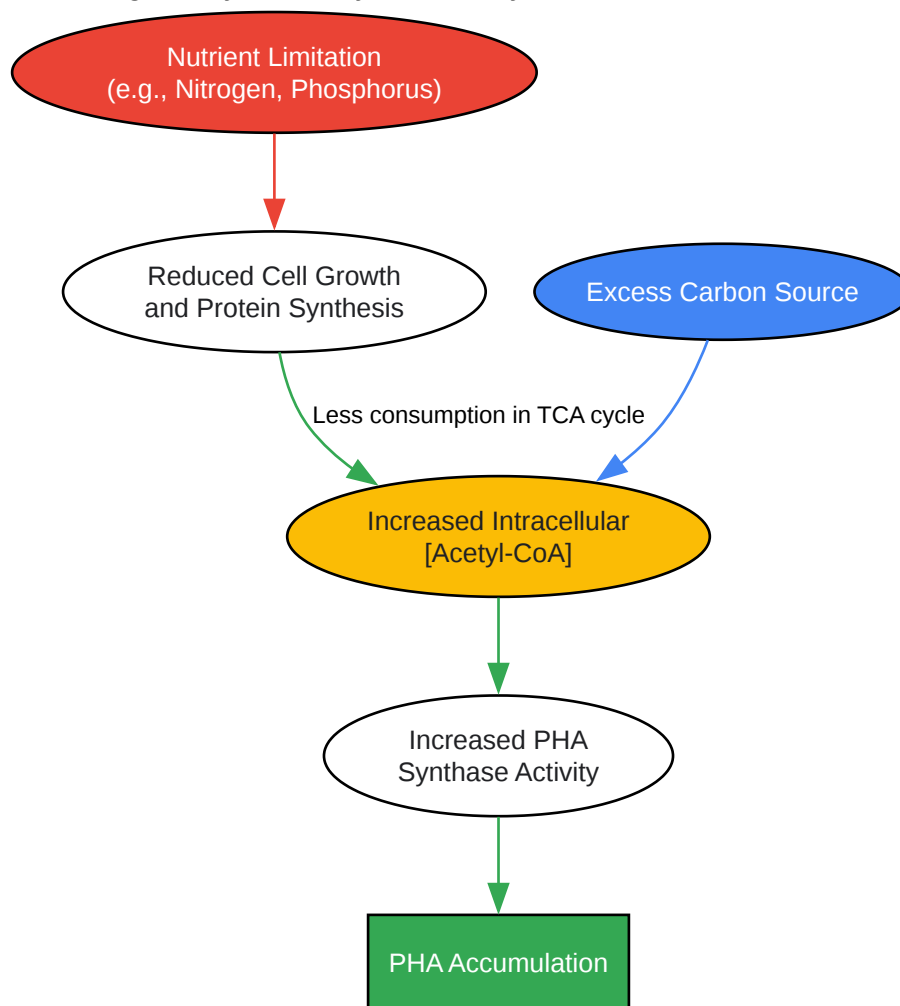 Nutrient Limitation
(e.g., Nitrogen, Phosphorus)
Reduced Cell Growth
and Protein Synthesis
Excess Carbon Source
Less consumption in TCA cycle
Increased Intracellular
[Acetyl-CoA]
Increased PHA
Synthase Activity
PHA Accumulation